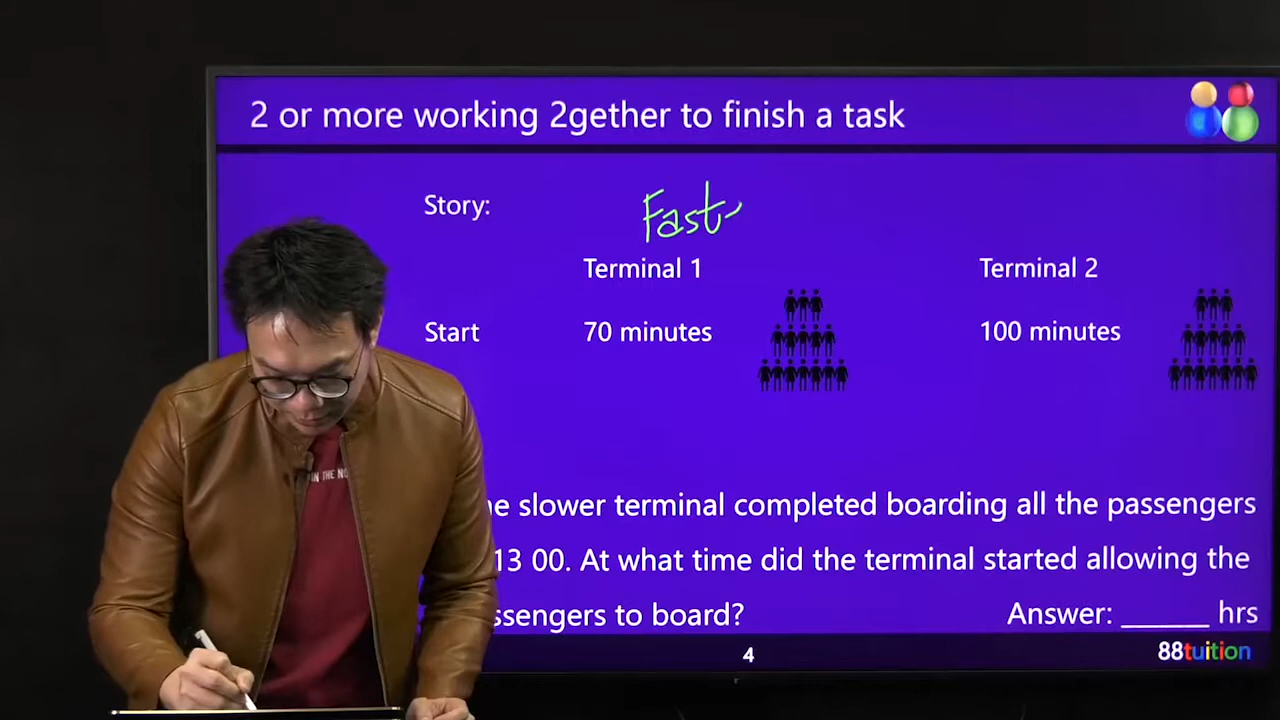 2 or more working 2gether to finish a task
Story:
Fast
Terminal 1
Terminal 2
Start
70 minutes
100 minutes
slower terminal completed boarding all the passengers
13 00. At what time did the terminal started allowing the
to board?
Answer: ______ hrs
4
88tuition
THE